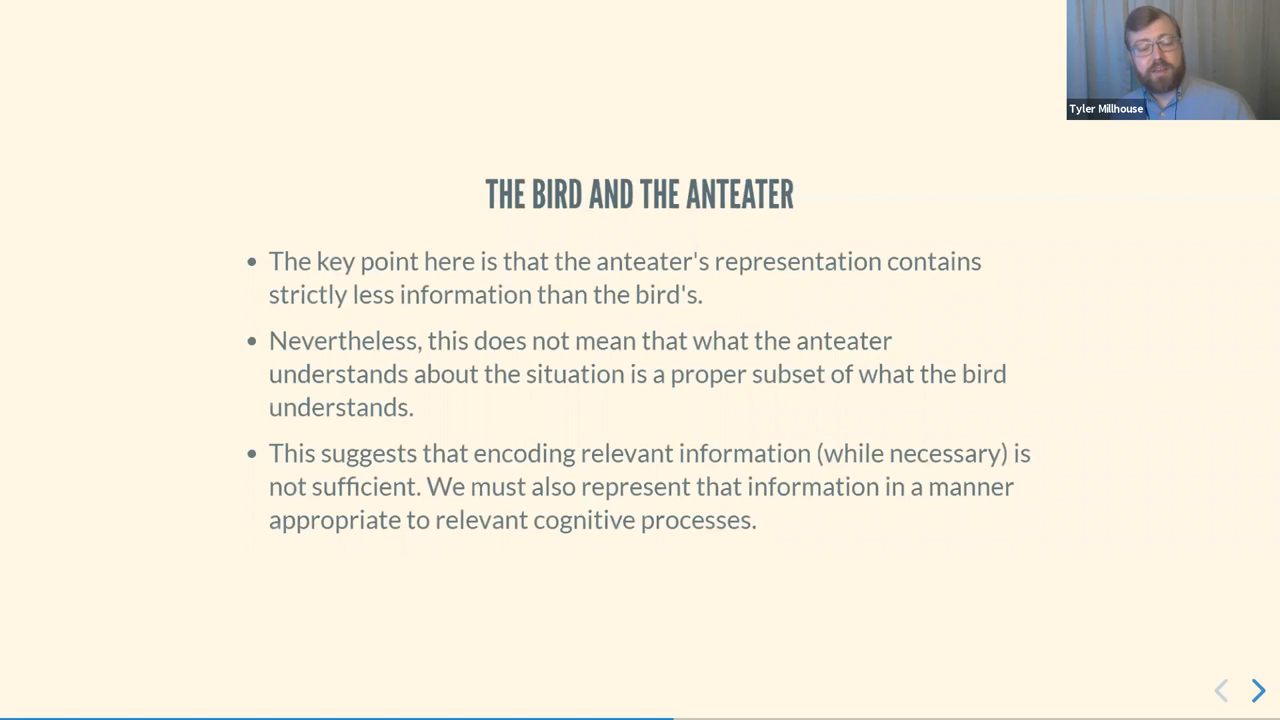 Tyler Millhouse
THE BIRD AND THE ANTEATER
• The key point here is that the anteater's representation contains
strictly less information than the bird's.
• Nevertheless, this does not mean that what the anteater
understands about the situation is a proper subset of what the bird
understands.
• This suggests that encoding relevant information (while necessary) is
not sufficient. We must also represent that information in a manner
appropriate to relevant cognitive processes.